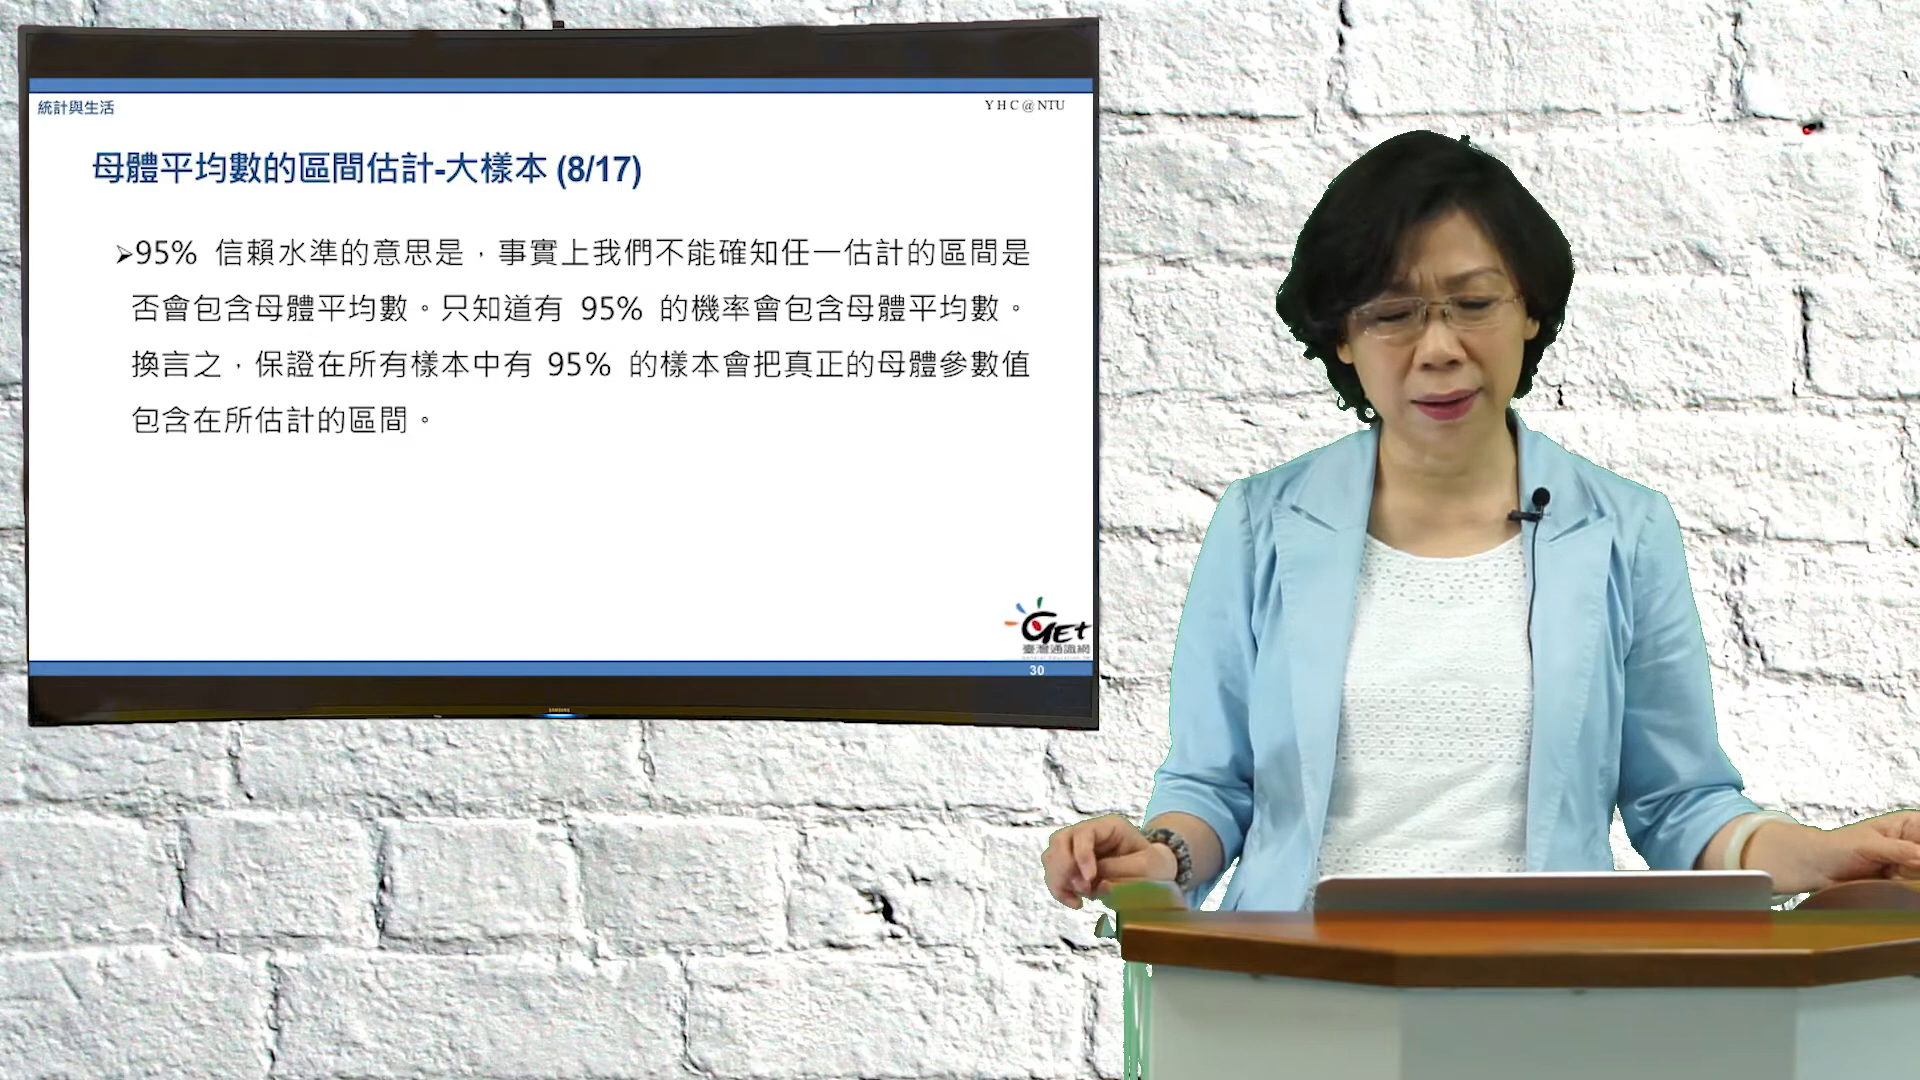 統計與生活
Y H C @ NTU
母體平均數的區間估計-大樣本 (8/17)
➢95% 信賴水準的意思是，事實上我們不能確知任一估計的區間是
否會包含母體平均數。只知道有 95% 的機率會包含母體平均數。
換言之，保證在所有樣本中有 95% 的樣本會把真正的母體參數值
包含在所估計的區間。
GEt
臺灣通識網
30
SAMSUNG